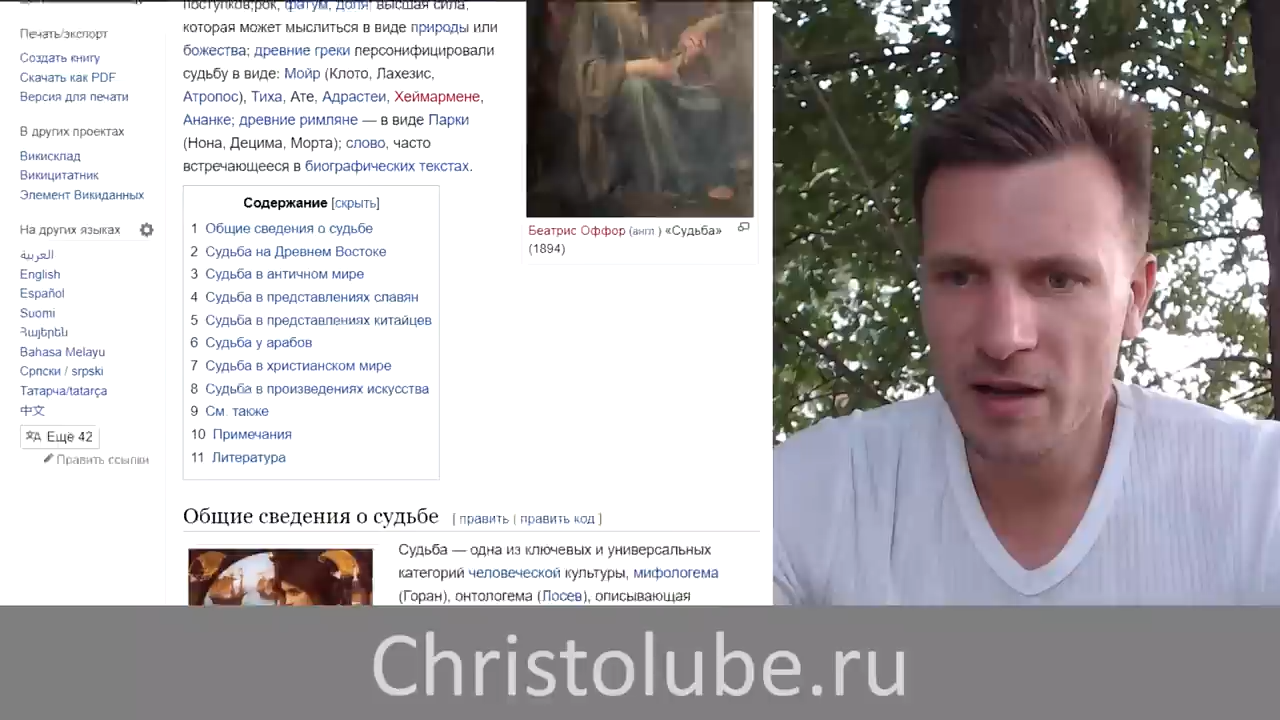 поступков;рок, фатум, доля; высшая сила,
которая может мыслиться в виде природы или
божества; древние греки персонифицировали
судьбу в виде: Мойр (Клото, Лахезис,
Атропос), Тиха, Ате, Адрастеи, Хеймармене,
Ананке; древние римляне — в виде Парки
(Нона, Децима, Морта); слово, часто
встречающееся в биографических текстах.
Печать/экспорт
Создать книгу
Скачать как PDF
Версия для печати
В других проектах
Викисклад
Викицитатник
Элемент Викиданных
На других языках
العربية
English
Español
Suomi
Հայերեն
Bahasa Melayu
Српски / srpski
Татарча/tatarça
中文
Ещё 42
Править ссылки
Содержание [скрыть]
1 Общие сведения о судьбе
2 Судьба на Древнем Востоке
3 Судьба в античном мире
4 Судьба в представлениях славян
5 Судьба в представлениях китайцев
6 Судьба у арабов
7 Судьба в христианском мире
8 Судьба в произведениях искусства
9 См. также
10 Примечания
11 Литература
Беатрис Оффор (англ.) «Судьба»
(1894)
Общие сведения о судьбе [ править | править код ]
Судьба — одна из ключевых и универсальных
категорий человеческой культуры, мифологема
(Горан), онтологема (Лосев), описывающая
Christolube.ru